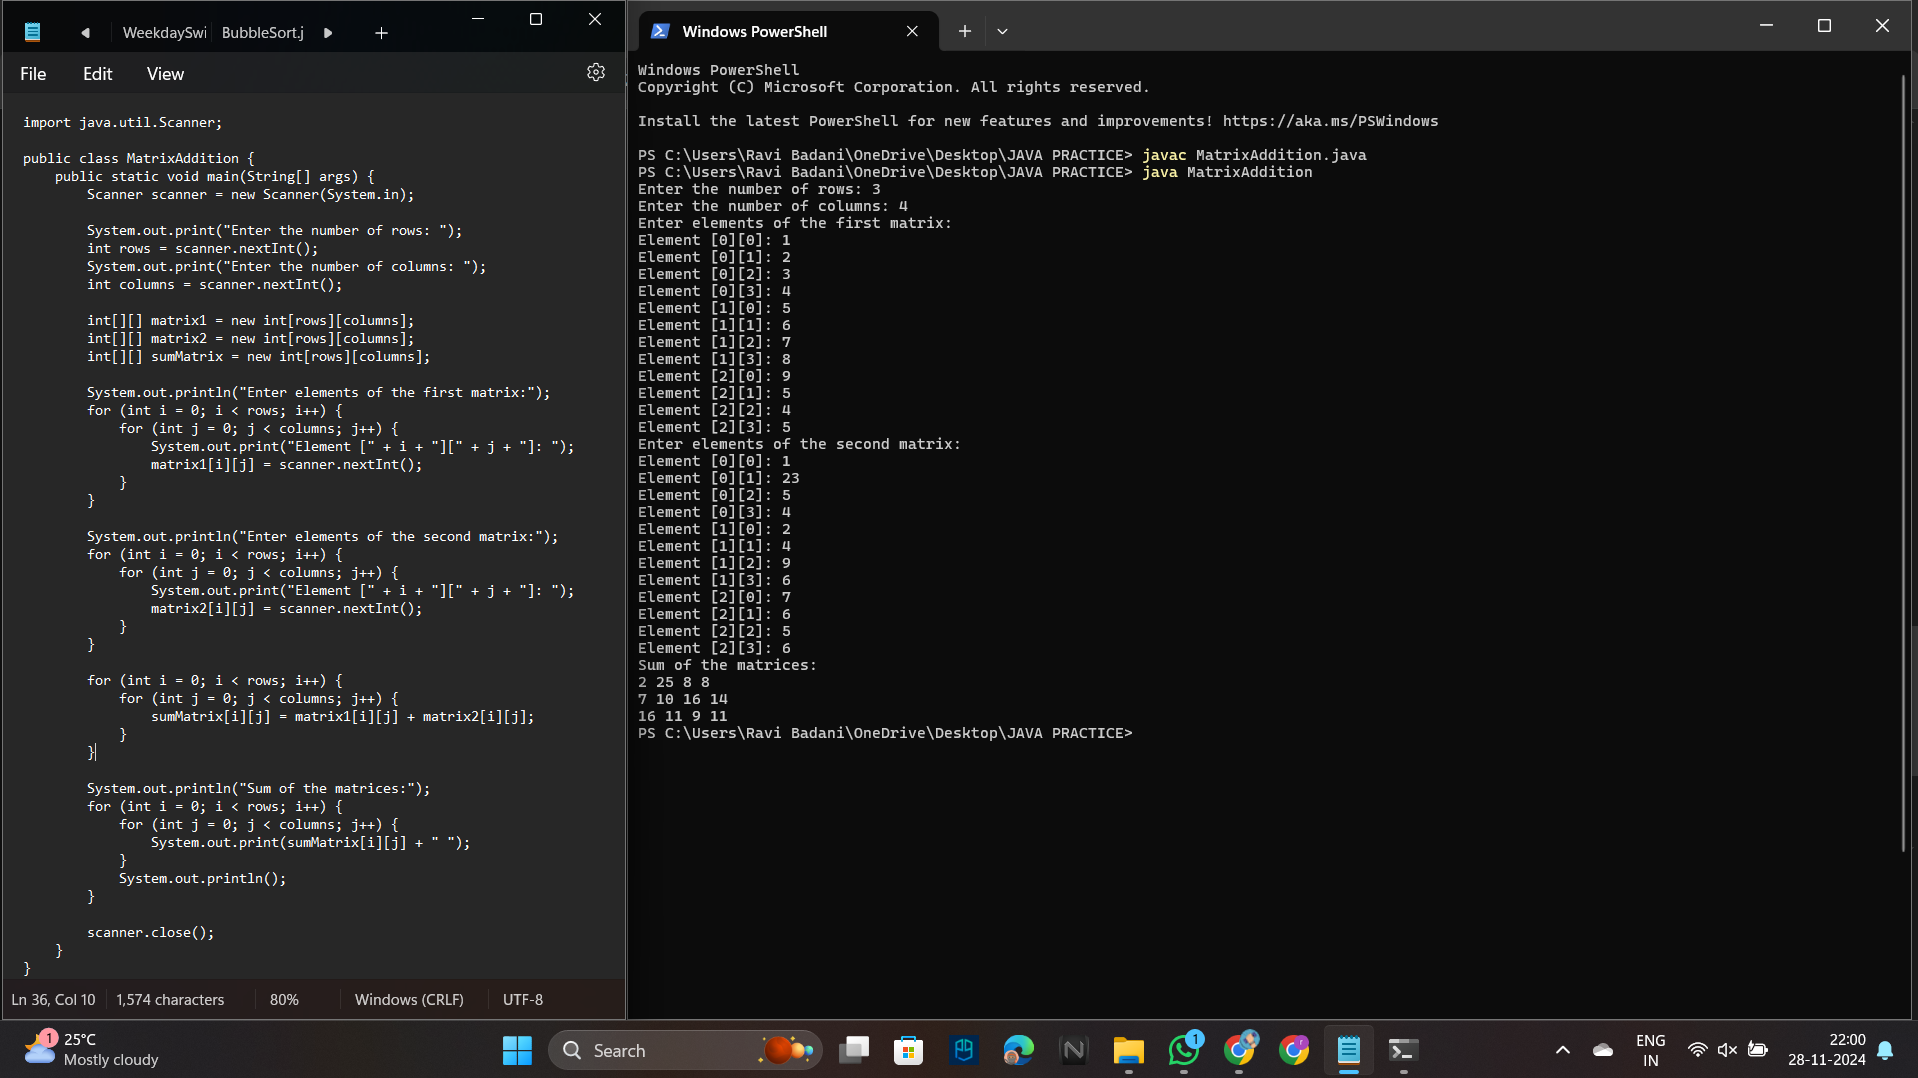 WeekdaySwi
BubbleSort.j
File Edit View
import java.util.Scanner;
public class MatrixAddition {
public static void main(String[] args) {
Scanner scanner = new Scanner(System.in);
System.out.print("Enter the number of rows: ");
int rows = scanner.nextInt();
System.out.print("Enter the number of columns: ");
int columns = scanner.nextInt();
int[][] matrix1 = new int[rows][columns];
int[][] matrix2 = new int[rows][columns];
int[][] sumMatrix = new int[rows][columns];
System.out.println("Enter elements of the first matrix:");
for (int i = 0; i < rows; i++) {
for (int j = 0; j < columns; j++) {
System.out.print("Element [" + i + "][" + j + "]: ");
matrix1[i][j] = scanner.nextInt();
}
}
System.out.println("Enter elements of the second matrix:");
for (int i = 0; i < rows; i++) {
for (int j = 0; j < columns; j++) {
System.out.print("Element [" + i + "][" + j + "]: ");
matrix2[i][j] = scanner.nextInt();
}
}
for (int i = 0; i < rows; i++) {
for (int j = 0; j < columns; j++) {
sumMatrix[i][j] = matrix1[i][j] + matrix2[i][j];
}
}
System.out.println("Sum of the matrices:");
for (int i = 0; i < rows; i++) {
for (int j = 0; j < columns; j++) {
System.out.print(sumMatrix[i][j] + " ");
}
System.out.println();
}
scanner.close();
}
}
Ln 36, Col 10 1,574 characters 80% Windows (CRLF) UTF-8
Windows PowerShell
Windows PowerShell
Copyright (C) Microsoft Corporation. All rights reserved.
Install the latest PowerShell for new features and improvements! https://aka.ms/PSWindows
PS C:\Users\Ravi Badani\OneDrive\Desktop\JAVA PRACTICE> javac MatrixAddition.java
PS C:\Users\Ravi Badani\OneDrive\Desktop\JAVA PRACTICE> java MatrixAddition
Enter the number of rows: 3
Enter the number of columns: 4
Enter elements of the first matrix:
Element [0][0]: 1
Element [0][1]: 2
Element [0][2]: 3
Element [0][3]: 4
Element [1][0]: 5
Element [1][1]: 6
Element [1][2]: 7
Element [1][3]: 8
Element [2][0]: 9
Element [2][1]: 5
Element [2][2]: 4
Element [2][3]: 5
Enter elements of the second matrix:
Element [0][0]: 1
Element [0][1]: 23
Element [0][2]: 5
Element [0][3]: 4
Element [1][0]: 2
Element [1][1]: 4
Element [1][2]: 9
Element [1][3]: 6
Element [2][0]: 7
Element [2][1]: 6
Element [2][2]: 5
Element [2][3]: 6
Sum of the matrices:
2 25 8 8
7 10 16 14
16 11 9 11
PS C:\Users\Ravi Badani\OneDrive\Desktop\JAVA PRACTICE>
1
25°C
Mostly cloudy
Search
1
ENG
IN
22:00
28-11-2024